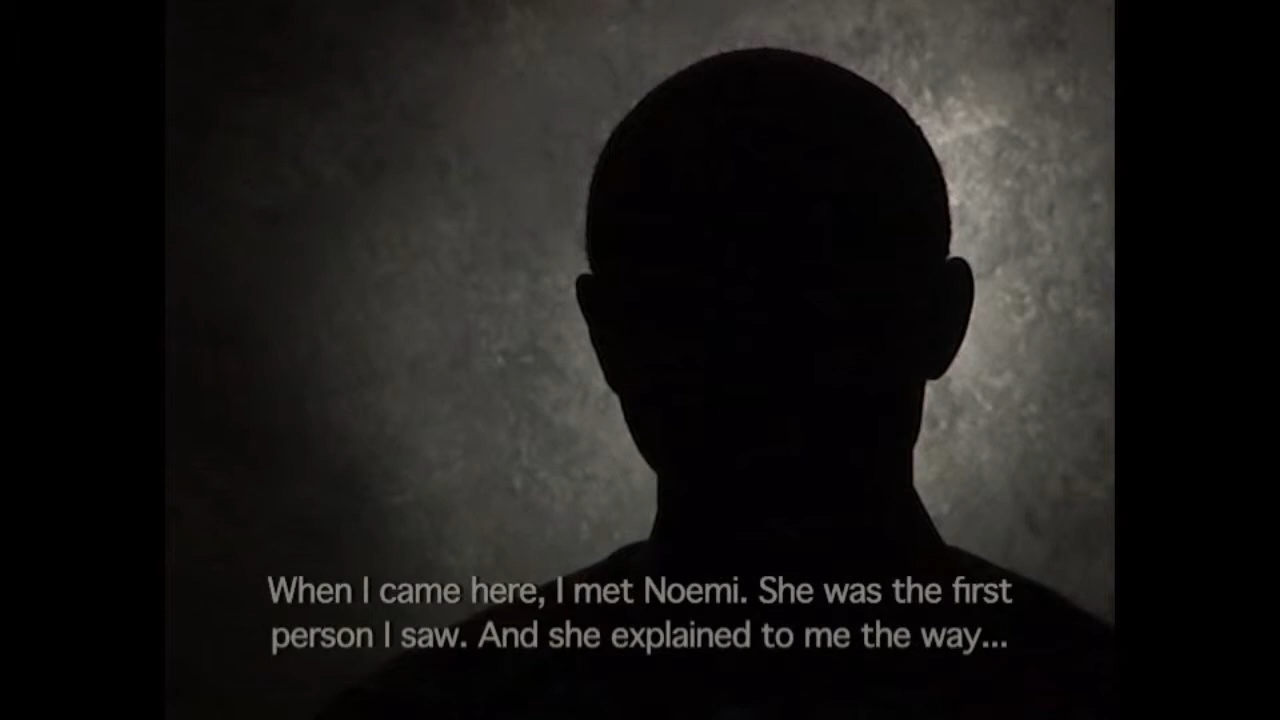 When I came here, I met Noemi. She was the first
person I saw. And she explained to me the way...